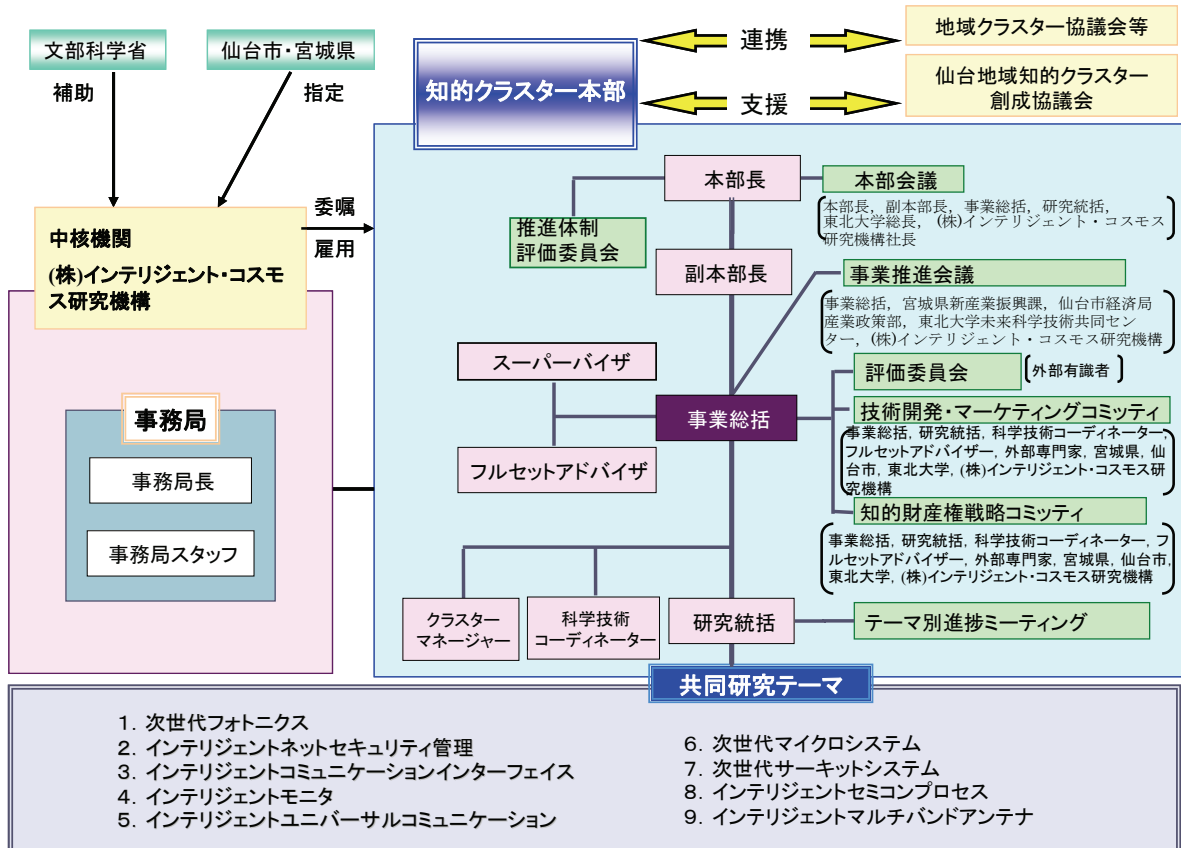 文部科学省
仙台市・宮城県
補助
指定
知的クラスター本部
連携
支援
地域クラスター協議会等
仙台地域知的クラスター
創成協議会
中核機関
(株)インテリジェント・コスモ
ス研究機構
委嘱
雇用
事務局
事務局長
事務局スタッフ
本部長
本部会議
本部長，副本部長，事業総括，研究統括，
東北大学総長，(株)インテリジェント・コスモス
研究機構社長
推進体制
評価委員会
副本部長
事業推進会議
事業総括，宮城県新産業振興課，仙台市経済局
産業政策部，東北大学未来科学技術共同セン
ター，(株)インテリジェント・コスモス研究機構
スーパーバイザ
評価委員会
外部有識者
事業総括
技術開発・マーケティングコミッティ
事業総括，研究統括，科学技術コーディネーター，
フルセットアドバイザー，外部専門家，宮城県，仙
台市，東北大学，(株)インテリジェント・コスモス研
究機構
フルセットアドバイザ
知的財産権戦略コミッティ
事業総括，研究統括，科学技術コーディネーター，フ
ルセットアドバイザー，外部専門家，宮城県，仙台市，
東北大学，(株)インテリジェント・コスモス研究機構
クラスター
マネージャー
科学技術
コーディネーター
研究統括
テーマ別進捗ミーティング
共同研究テーマ
1．次世代フォトニクス
2．インテリジェントネットセキュリティ管理
3．インテリジェントコミュニケーションインターフェイス
4．インテリジェントモニタ
5．インテリジェントユニバーサルコミュニケーション
6．次世代マイクロシステム
7．次世代サーキットシステム
8．インテリジェントセミコンプロセス
9．インテリジェントマルチバンドアンテナ